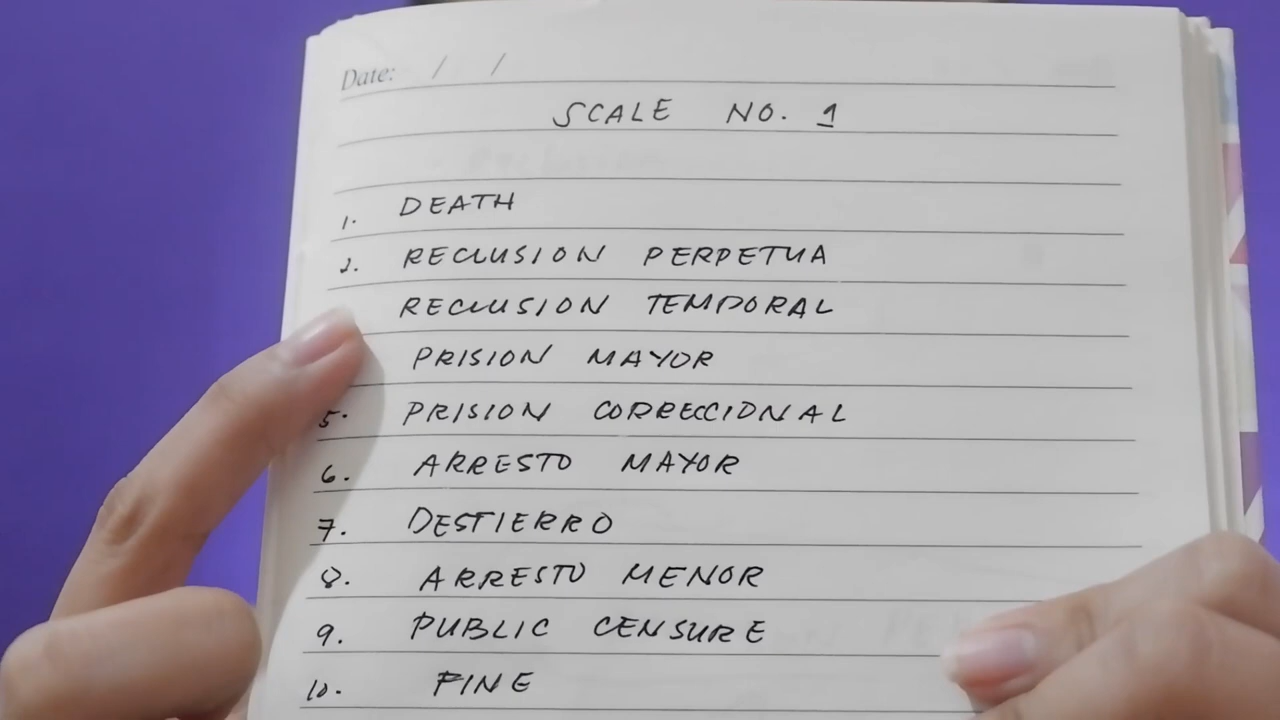 Date: / /
SCALE NO. 1
1. DEATH
2. RECLUSION PERPETUA
RECLUSION TEMPORAL
PRISION MAYOR
5. PRISION CORRECCIONAL
6. ARRESTO MAYOR
7. DESTIERRO
8. ARRESTO MENOR
9. PUBLIC CENSURE
10. FINE